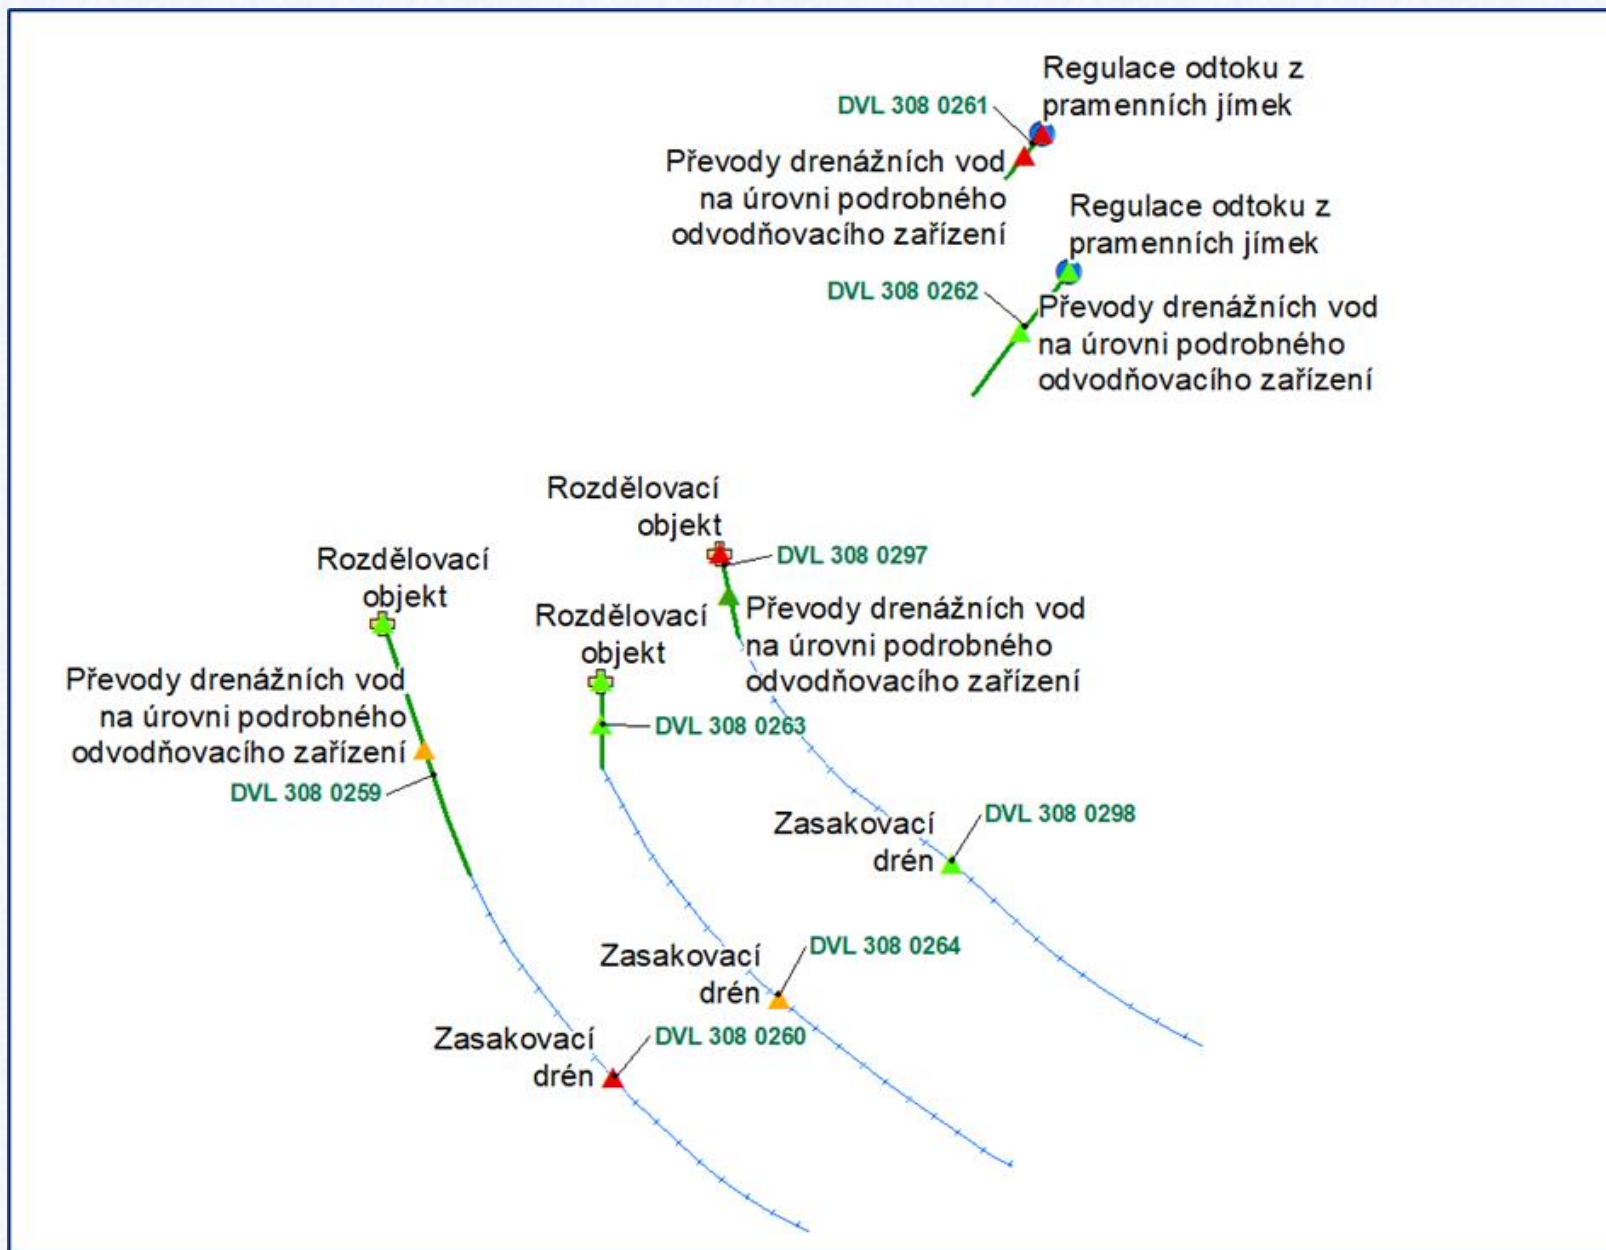 Regulace odtoku z
pramenních jímek
DVL 308 0261
Převody drenážních vod
na úrovni podrobného
odvodňovacího zařízení
Regulace odtoku z
pramenních jímek
DVL 308 0262
Převody drenážních vod
na úrovni podrobného
odvodňovacího zařízení
Rozdělovací
objekt
DVL 308 0297
Převody drenážních vod
na úrovni podrobného
odvodňovacího zařízení
Rozdělovací
objekt
Rozdělovací
objekt
Převody drenážních vod
na úrovni podrobného
odvodňovacího zařízení
DVL 308 0259
DVL 308 0263
Zasakovací
drén
DVL 308 0298
Zasakovací
drén
DVL 308 0264
Zasakovací
drén
DVL 308 0260